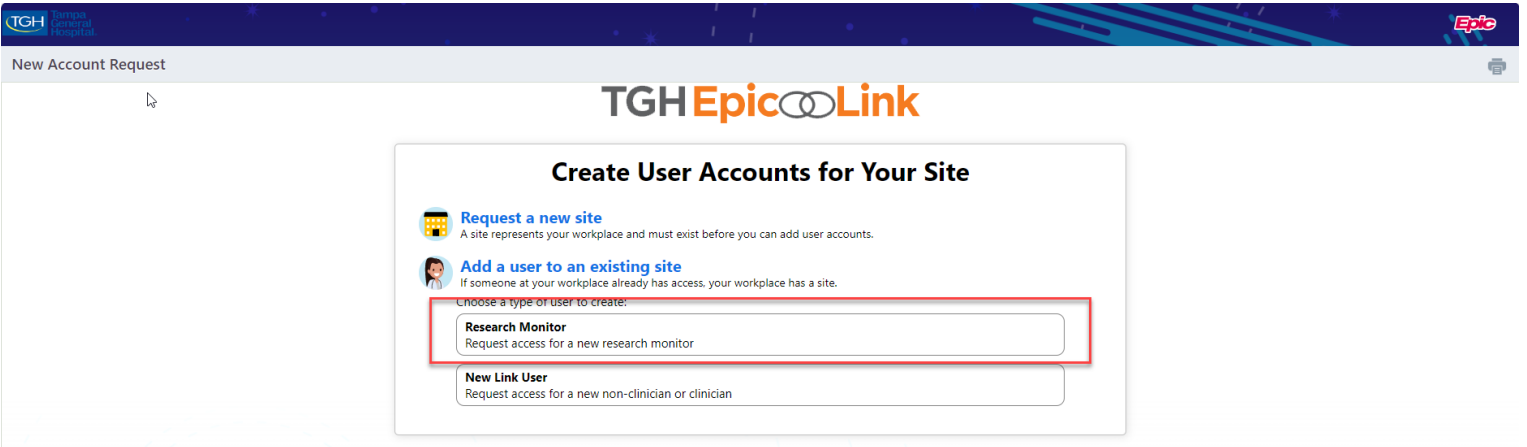 TGH Tampa
General
Hospital.
Epic
New Account Request
TGH Epic Link
Create User Accounts for Your Site
Request a new site
A site represents your workplace and must exist before you can add user accounts.
Add a user to an existing site
If someone at your workplace already has access, your workplace has a site.
Choose a type of user to create:
Research Monitor
Request access for a new research monitor
New Link User
Request access for a new non-clinician or clinician